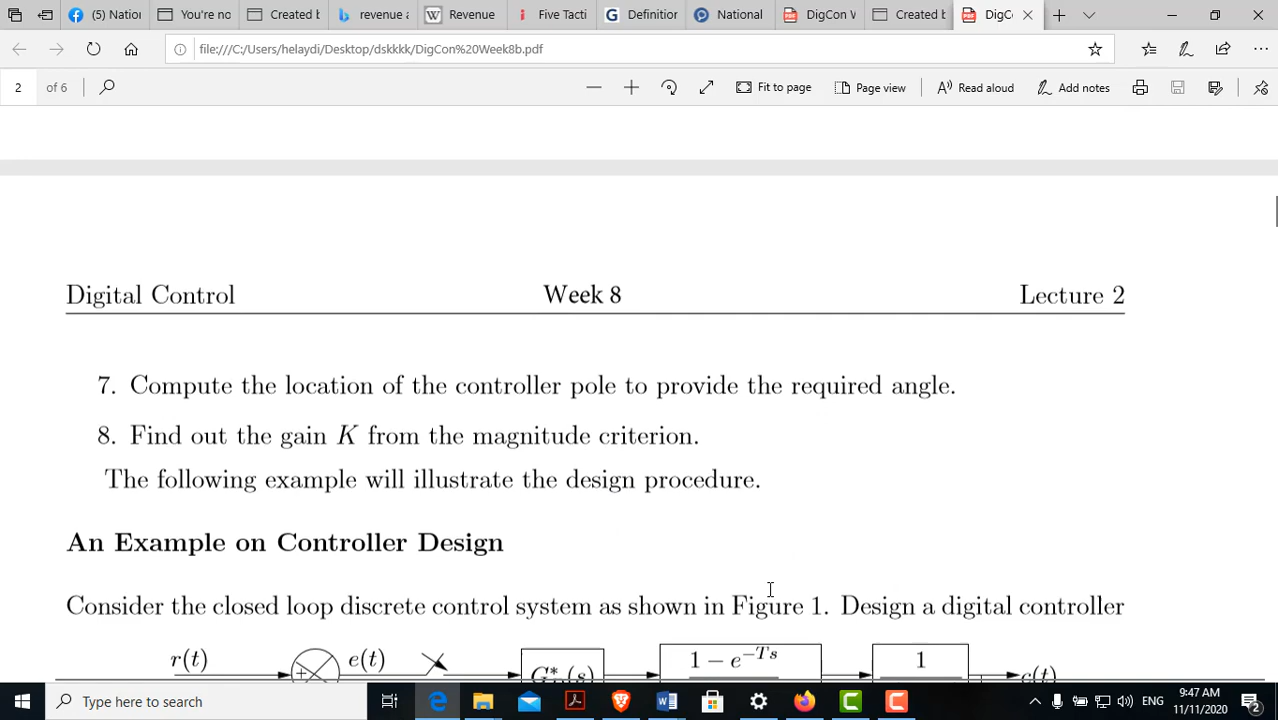 Nation
You're no
Created b
revenue a
Revenue
Five Tacti
Definitior
National
DigCon W
Created b
DigCo
file:///C:/Users/helaydi/Desktop/dskkkk/DigCon%20Week8b.pdf
2 of 6
Fit to page
Page view
Read aloud
Add notes
Digital Control Week 8 Lecture 2
7. Compute the location of the controller pole to provide the required angle.
8. Find out the gain K from the magnitude criterion.
The following example will illustrate the design procedure.
An Example on Controller Design
Consider the closed loop discrete control system as shown in Figure 1. Design a digital controller
r(t) + e(t) 1 − e^{−Ts} 1 c(t)
Type here to search
ENG
9:47 AM
11/11/2020
2